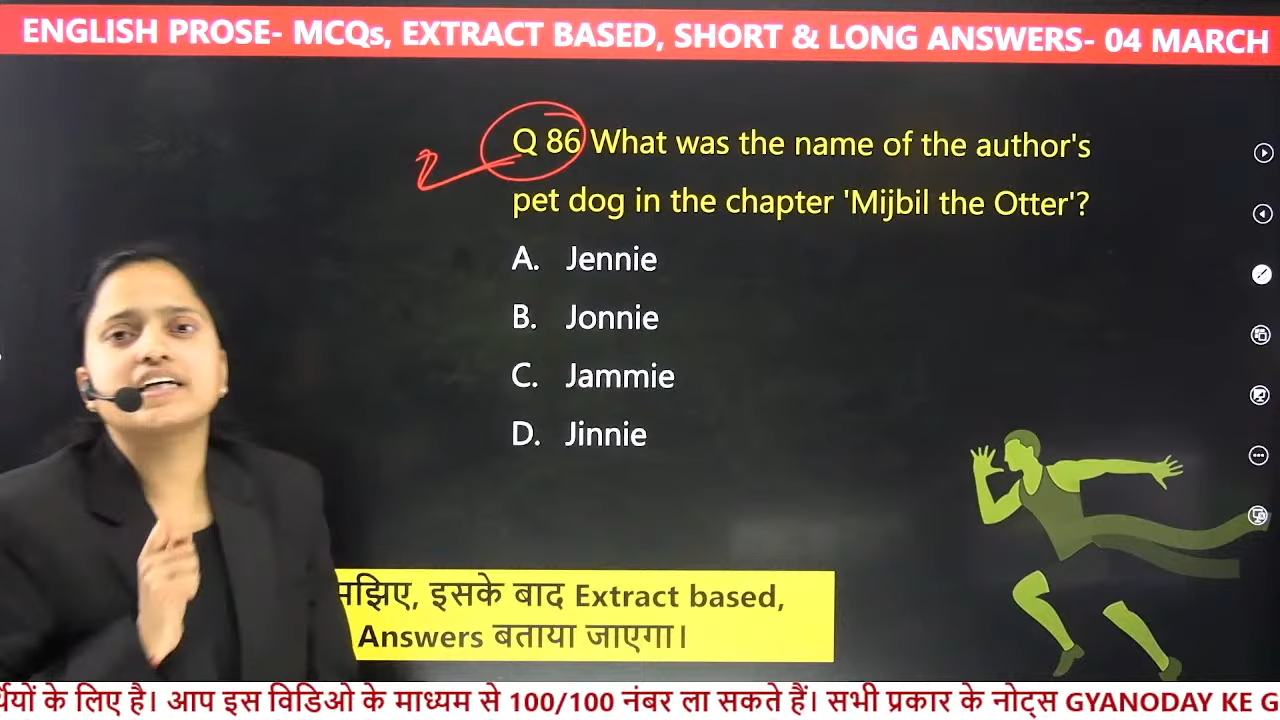 ENGLISH PROSE- MCQs, EXTRACT BASED, SHORT & LONG ANSWERS- 04 MARCH
Q 86 What was the name of the author's
pet dog in the chapter 'Mijbil the Otter'?
A. Jennie
B. Jonnie
C. Jammie
D. Jinnie
इसके बाद Extract based,
Answers बताया जाएगा।
के लिए है। आप इस विडिओ के माध्यम से 100/100 नंबर ला सकते हैं। सभी प्रकार के नोट्स GYANODAY KE